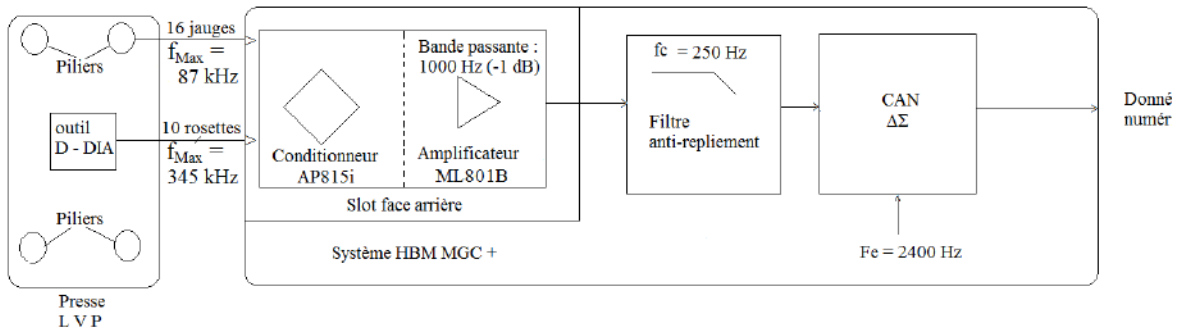 16 jauges
fMax =
87 kHz
Piliers
outil
D - DIA
10 rosettes
fMax =
345 kHz
Piliers
Presse
L V P
Conditionneur
AP815i
Bande passante :
1000 Hz (-1 dB)
Amplificateur
ML801B
Slot face arrière
Système HBM MGC +
fc = 250 Hz
Filtre
anti-repliement
CAN
ΔΣ
Fe = 2400 Hz
Donné
numér